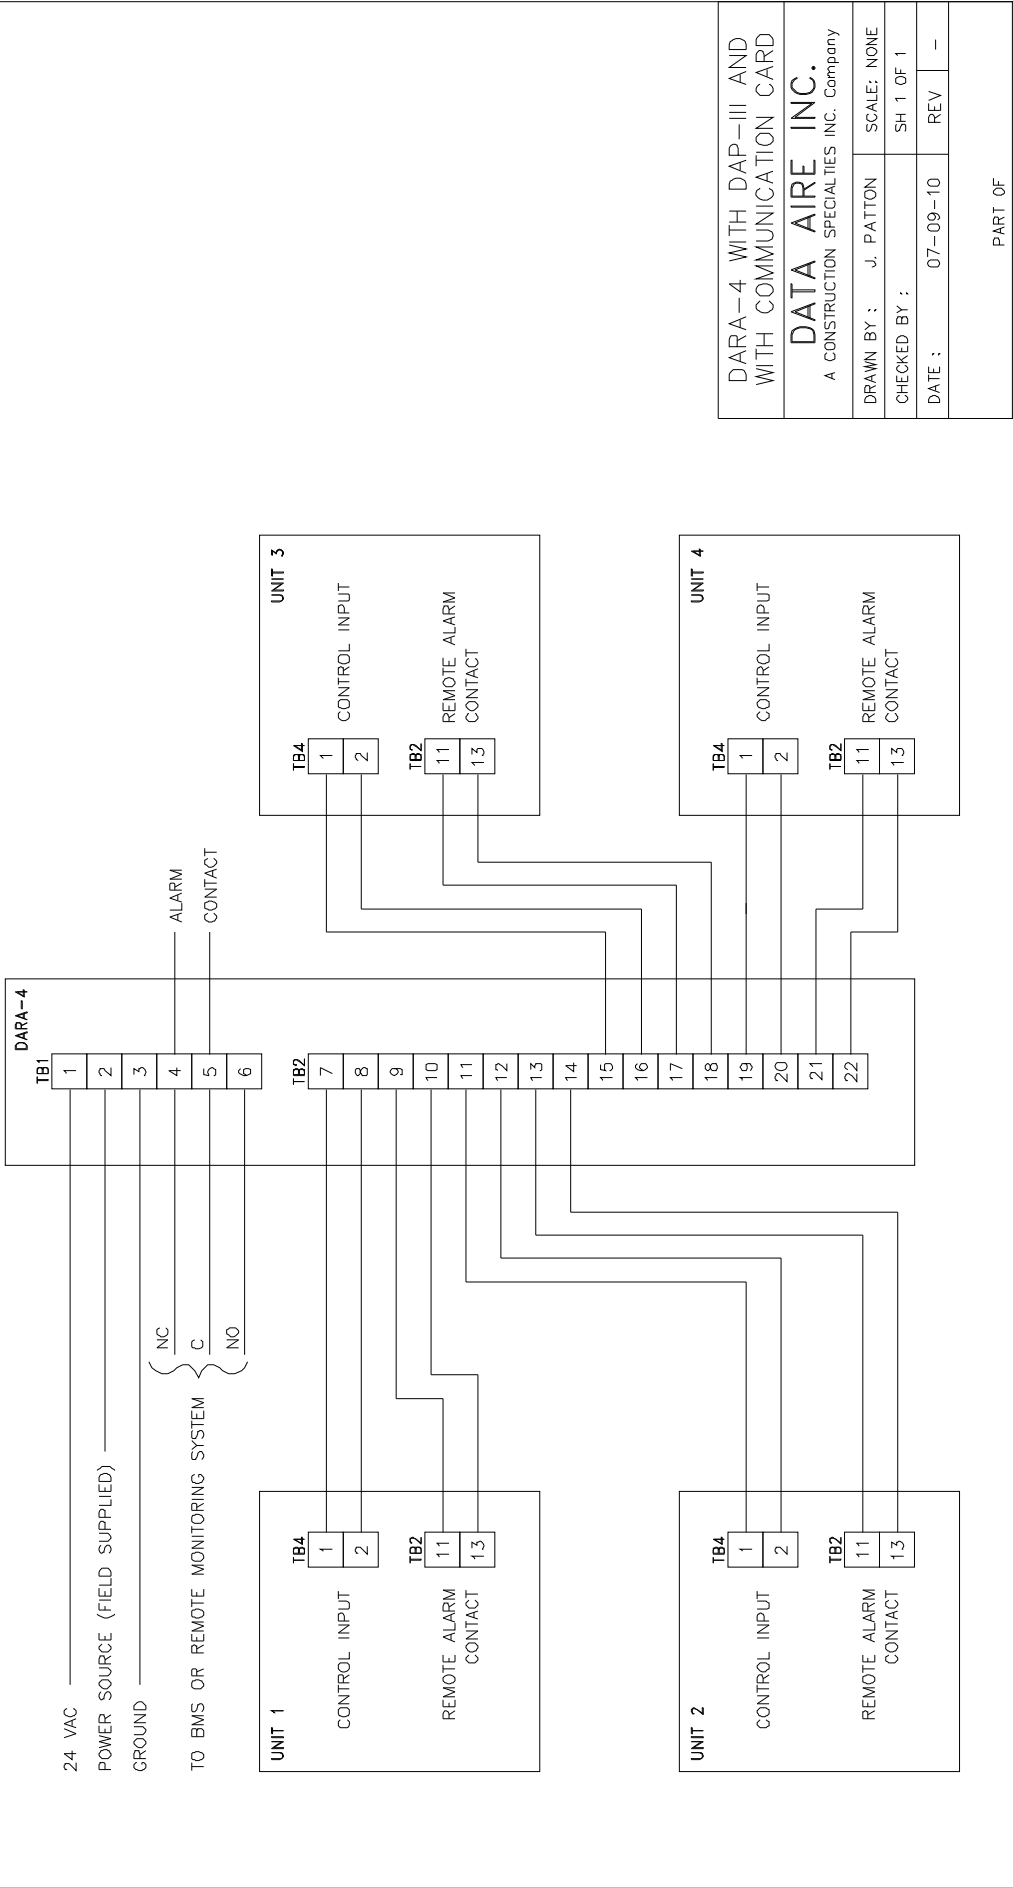 DARA-4
TB1
1
2
3
4
5
6
24 VAC
POWER SOURCE (FIELD SUPPLIED)
GROUND
NC
C
NO
TO BMS OR REMOTE MONITORING SYSTEM
ALARM
CONTACT
TB2
7
8
9
10
11
12
13
14
15
16
17
18
19
20
21
22
UNIT 1
TB4
1
2
CONTROL INPUT
TB2
11
13
REMOTE ALARM
CONTACT
UNIT 3
TB4
1
2
CONTROL INPUT
TB2
11
13
REMOTE ALARM
CONTACT
UNIT 2
TB4
1
2
CONTROL INPUT
TB2
11
13
REMOTE ALARM
CONTACT
UNIT 4
TB4
1
2
CONTROL INPUT
TB2
11
13
REMOTE ALARM
CONTACT
DARA-4 WITH DAP-III AND
WITH COMMUNICATION CARD
DATA AIRE INC.
A CONSTRUCTION SPECIALTIES INC. Company
DRAWN BY : J. PATTON SCALE: NONE
CHECKED BY : SH 1 OF 1
DATE : 07-09-10 REV -
PART OF